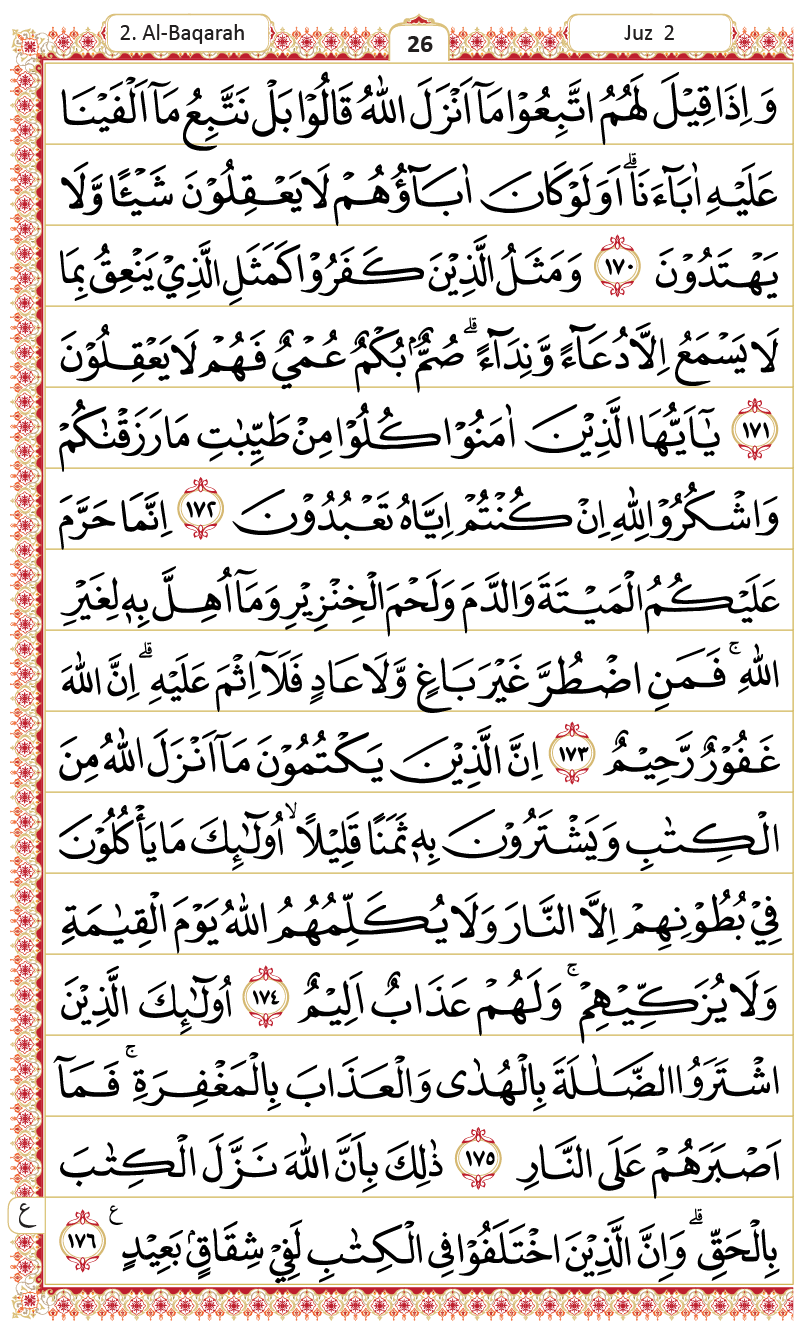 2. Al-Baqarah
26
Juz 2
وَاِذَا قِيْلَ لَهُمُ اتَّبِعُوْا مَآ اَنْزَلَ اللّٰهُ قَالُوْا بَلْ نَتَّبِعُ مَآ اَلْفَيْنَا
عَلَيْهِ اٰبَآءَنَا ۗ اَوَلَوْ كَانَ اٰبَآؤُهُمْ لَا يَعْقِلُوْنَ شَيْـًٔا وَّلَا
يَهْتَدُوْنَ ١٧٠ وَمَثَلُ الَّذِيْنَ كَفَرُوْا كَمَثَلِ الَّذِيْ يَنْعِقُ بِمَا
لَا يَسْمَعُ اِلَّا دُعَاۤءً وَّنِدَاۤءً ۗ صُمٌّ ۢ بُكْمٌ عُمْيٌ فَهُمْ لَا يَعْقِلُوْنَ
١٧١ يٰٓاَيُّهَا الَّذِيْنَ اٰمَنُوْا كُلُوْا مِنْ طَيِّبٰتِ مَا رَزَقْنٰكُمْ
وَاشْكُرُوْا لِلّٰهِ اِنْ كُنْتُمْ اِيَّاهُ تَعْبُدُوْنَ ١٧٢ اِنَّمَا حَرَّمَ
عَلَيْكُمُ الْمَيْتَةَ وَالدَّمَ وَلَحْمَ الْخِنْزِيْرِ وَمَآ اُهِلَّ بِهٖ لِغَيْرِ
اللّٰهِ ۚ فَمَنِ اضْطُرَّ غَيْرَ بَاغٍ وَّلَا عَادٍ فَلَآ اِثْمَ عَلَيْهِ ۗ اِنَّ اللّٰهَ
غَفُوْرٌ رَّحِيْمٌ ١٧٣ اِنَّ الَّذِيْنَ يَكْتُمُوْنَ مَآ اَنْزَلَ اللّٰهُ مِنَ
الْكِتٰبِ وَيَشْتَرُوْنَ بِهٖ ثَمَنًا قَلِيْلًا ۙ اُولٰۤىِٕكَ مَا يَأْكُلُوْنَ
فِيْ بُطُوْنِهِمْ اِلَّا النَّارَ وَلَا يُكَلِّمُهُمُ اللّٰهُ يَوْمَ الْقِيٰمَةِ
وَلَا يُزَكِّيْهِمْ ۚ وَلَهُمْ عَذَابٌ اَلِيْمٌ ١٧٤ اُولٰۤىِٕكَ الَّذِيْنَ
اشْتَرَوُا الضَّلٰلَةَ بِالْهُدٰى وَالْعَذَابَ بِالْمَغْفِرَةِ ۚ فَمَآ
اَصْبَرَهُمْ عَلَى النَّارِ ١٧٥ ذٰلِكَ بِاَنَّ اللّٰهَ نَزَّلَ الْكِتٰبَ
بِالْحَقِّ ۗ وَاِنَّ الَّذِيْنَ اخْتَلَفُوْا فِى الْكِتٰبِ لَفِيْ شِقَاقٍۢ بَعِيْدٍ ع ١٧٦
ع